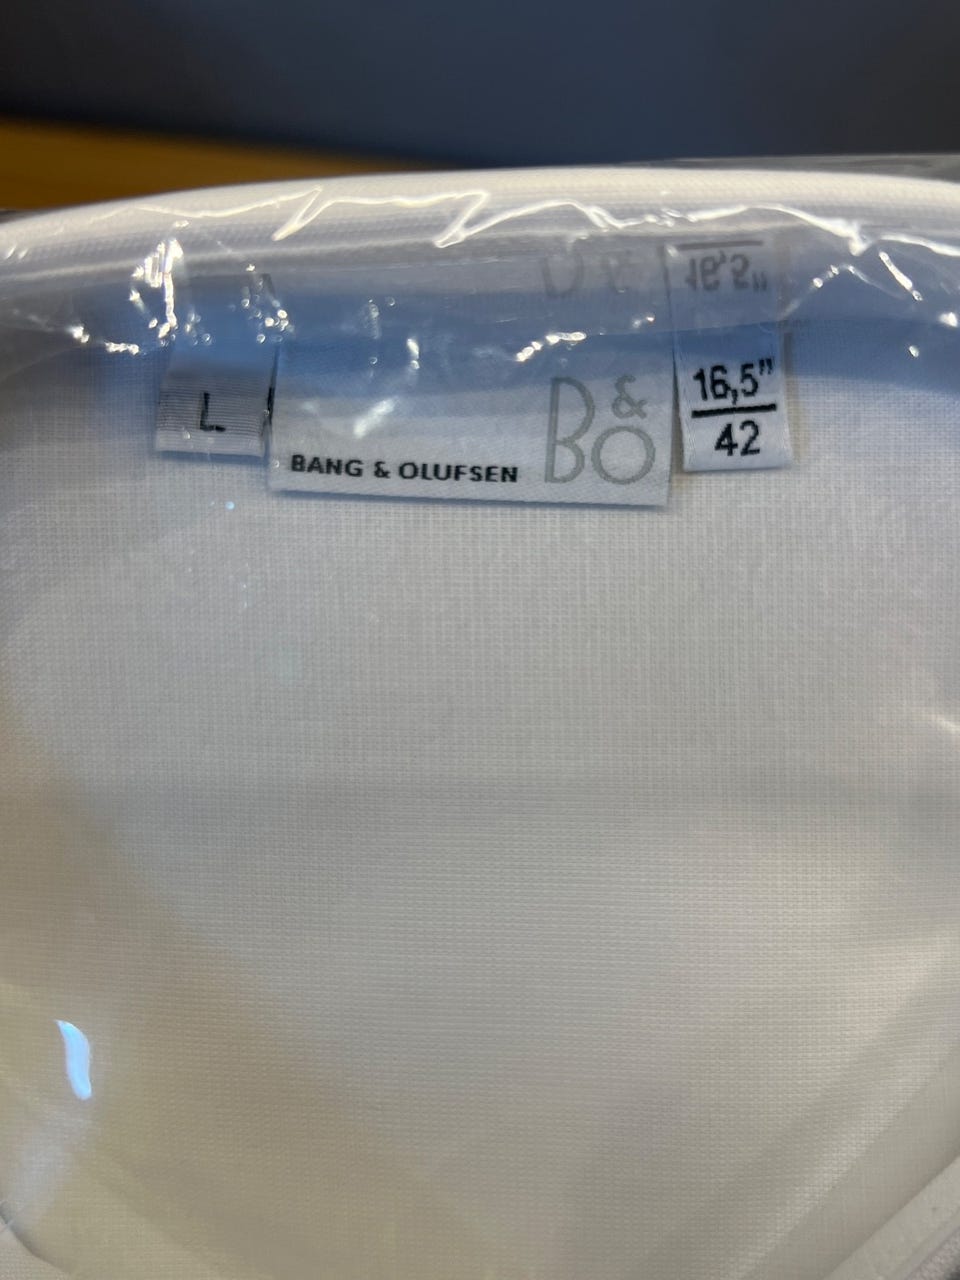 L
BANG & OLUFSEN
B&O
16,5"
42